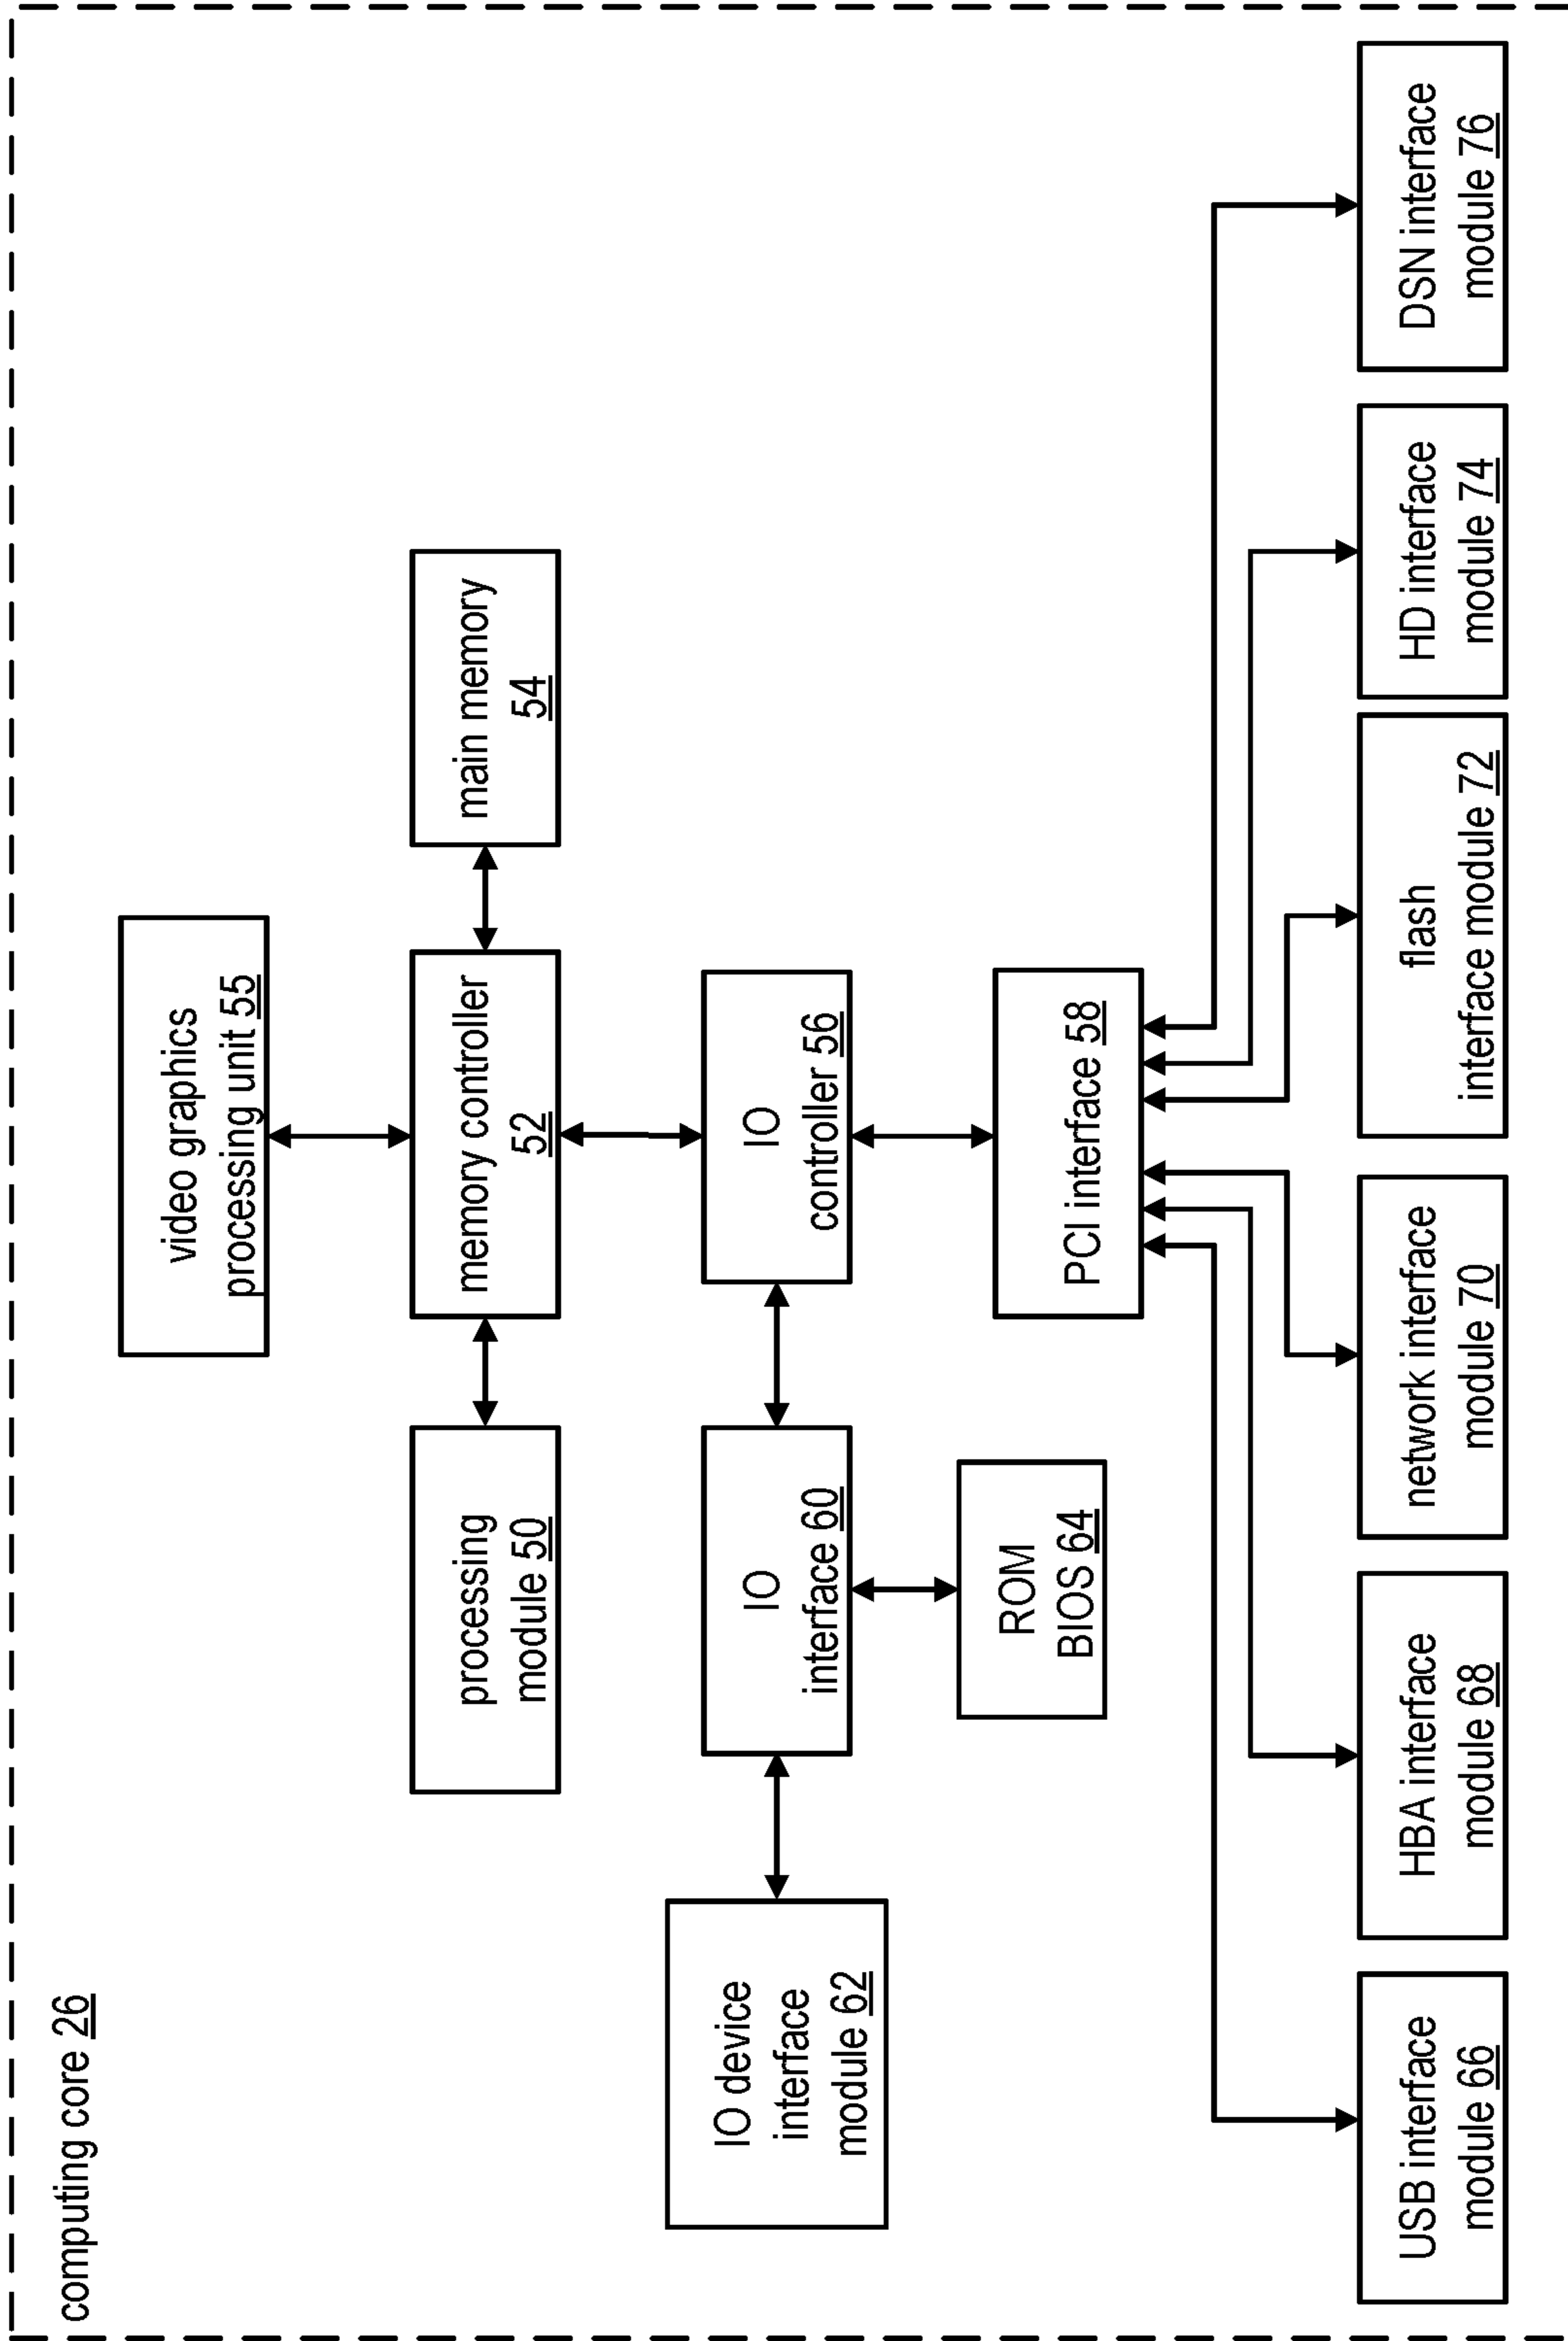 computing core 26
video graphics
processing unit 55
processing
module 50
memory controller
52
main memory
54
IO device
interface
module 62
IO
interface 60
IO
controller 56
ROM
BIOS 64
PCI interface 58
USB interface
module 66
HBA interface
module 68
network interface
module 70
flash
interface module 72
HD interface
module 74
DSN interface
module 76